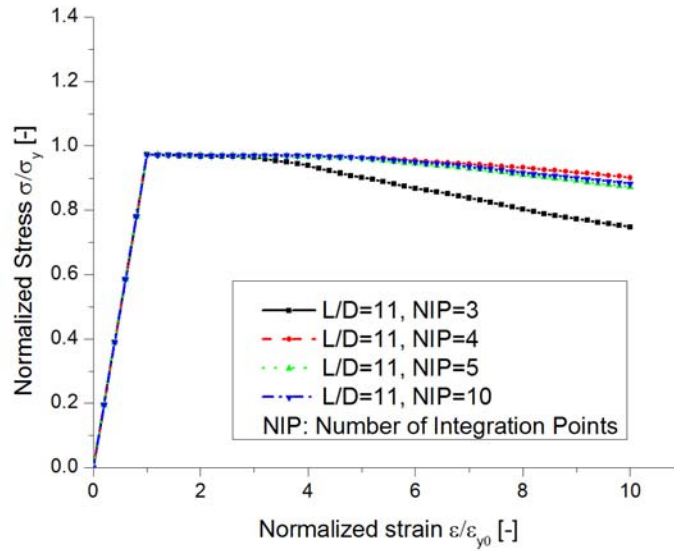 1.4
1.2
1.0
0.8
0.6
0.4
0.2
0.0
Normalized Stress σ/σy [-]
L/D=11, NIP=3
L/D=11, NIP=4
L/D=11, NIP=5
L/D=11, NIP=10
NIP: Number of Integration Points
0 2 4 6 8 10
Normalized strain ε/εy0 [-]